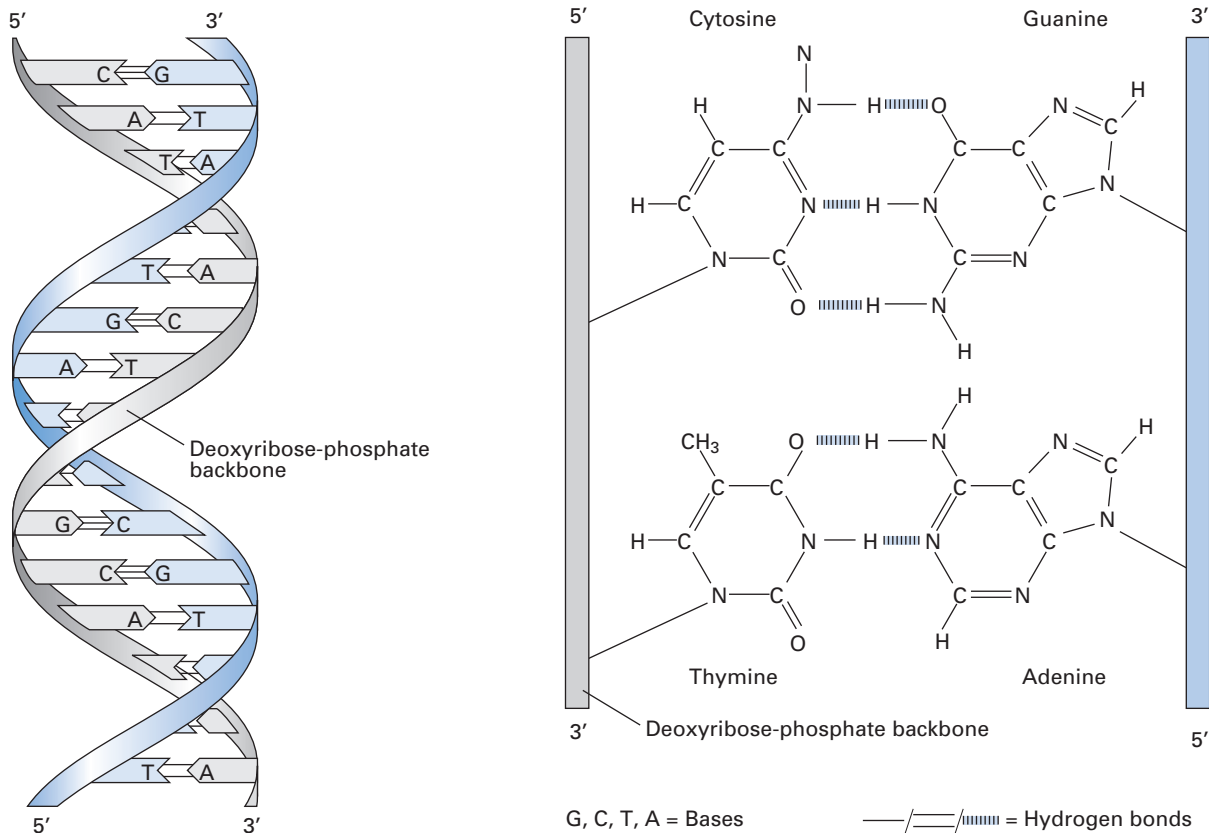 5′ 3′
C G
A T
T A
T A
G C
A T
Deoxyribose-phosphate
backbone
G C
C G
A T
T A
5′ 3′
5′ Cytosine Guanine 3′
N
H N H O N H
C C C C C
H C N H N C N
N C C N
O H N
H
H
CH₃ O H N N H
C C C C C
H C N H N C N
N C C N
O H
Thymine Adenine
3′ Deoxyribose-phosphate backbone 5′
G, C, T, A = Bases = Hydrogen bonds